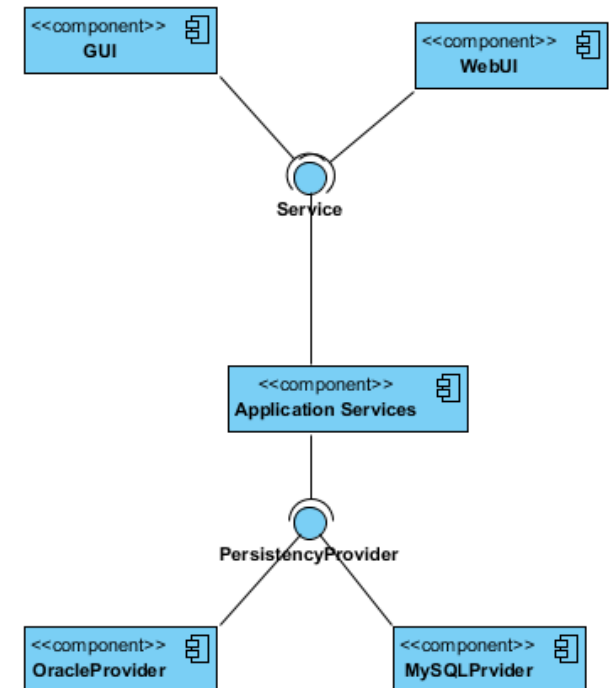 <<component>>
GUI
<<component>>
WebUI
Service
<<component>>
Application Services
PersistencyProvider
<<component>>
OracleProvider
<<component>>
MySQLPrvider